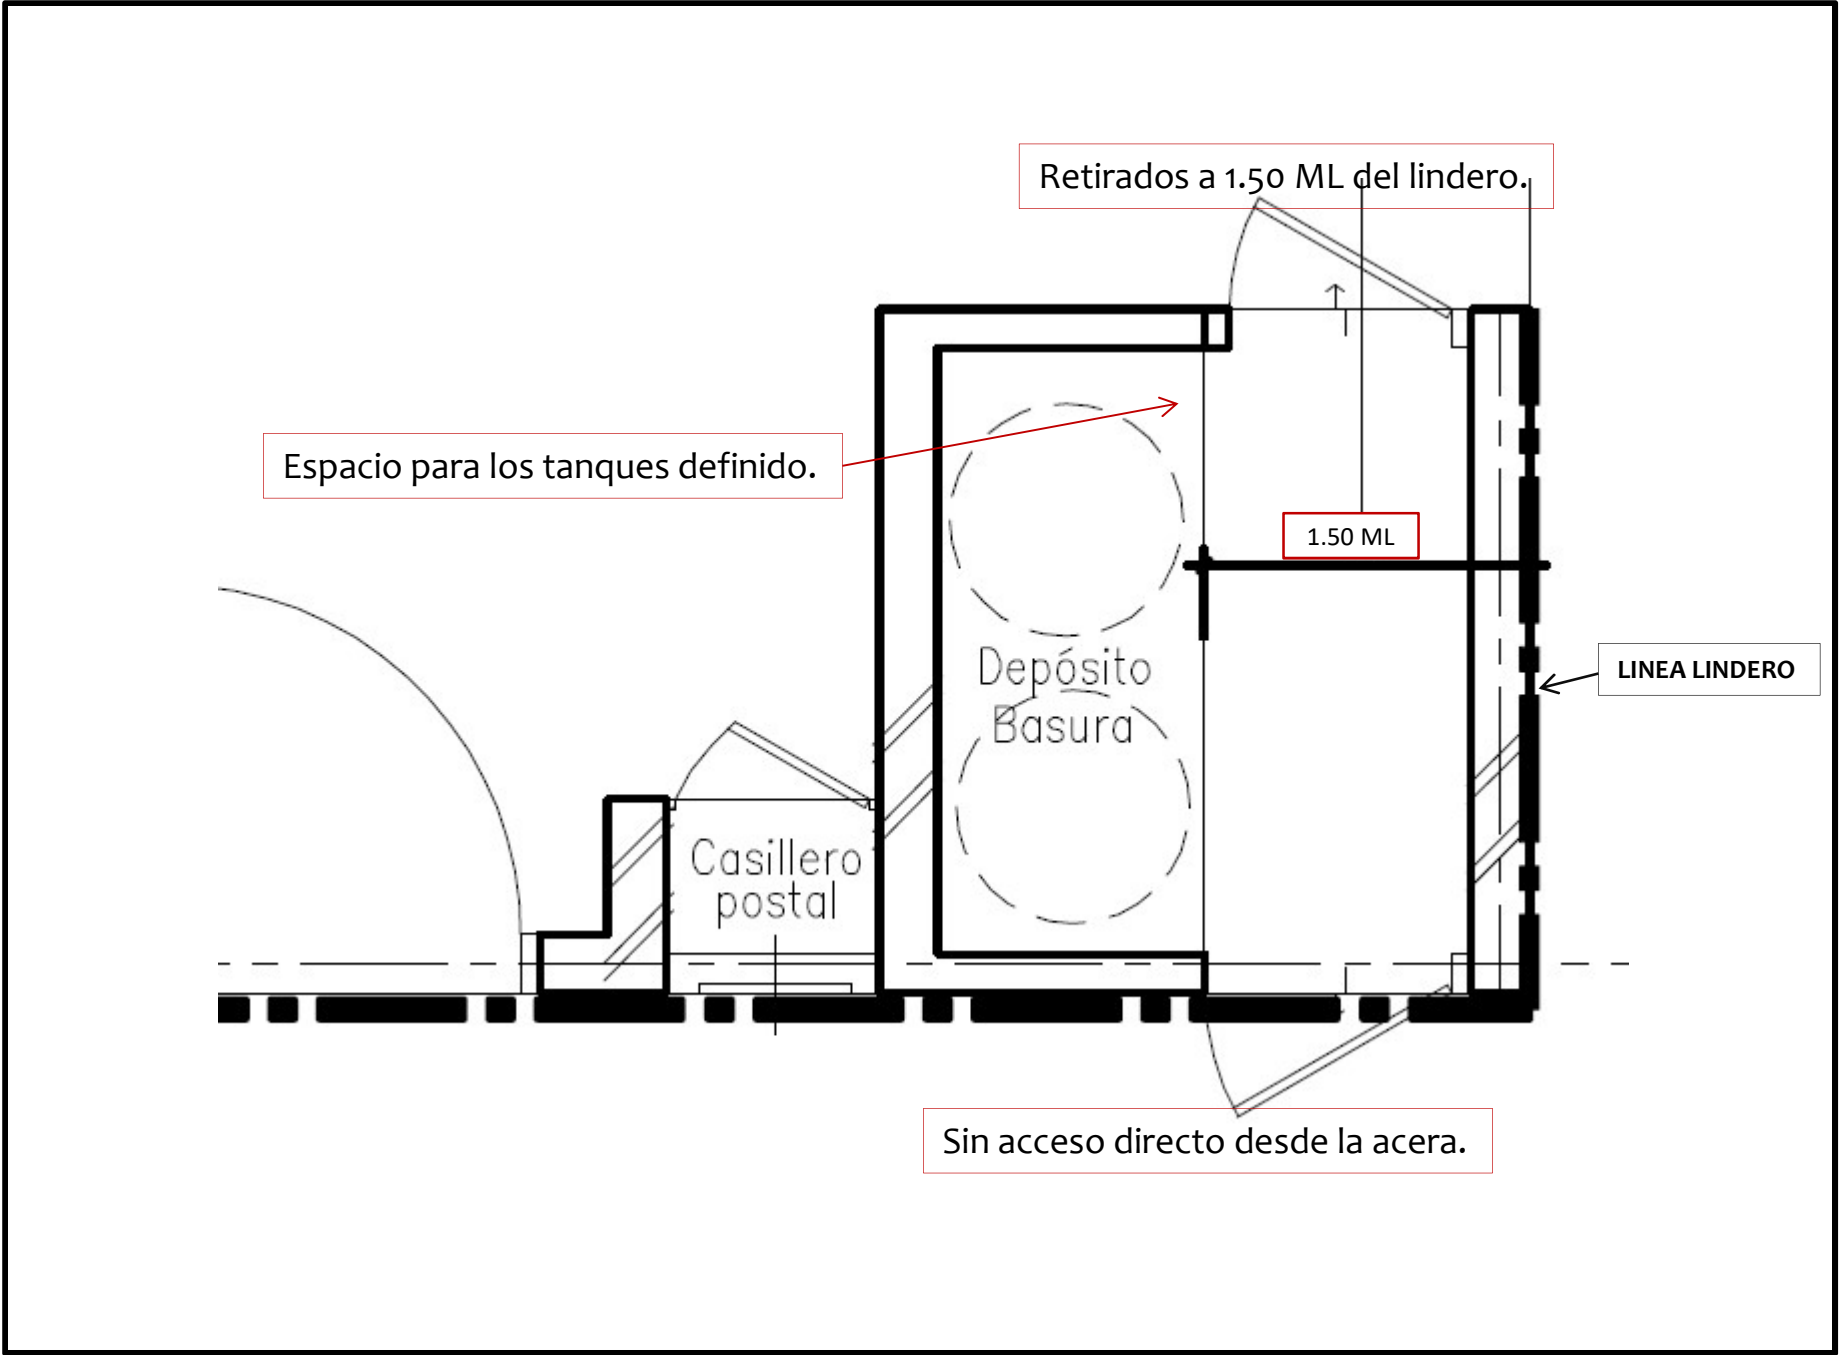 Retirados a 1.50 ML del lindero.
Espacio para los tanques definido.
1.50 ML
Depósito
Basura
LINEA LINDERO
Casillero
postal
Sin acceso directo desde la acera.